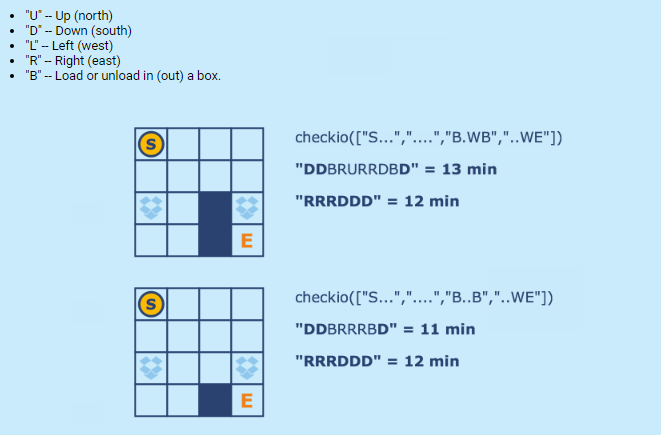 "U" -- Up (north)
"D" -- Down (south)
"L" -- Left (west)
"R" -- Right (east)
"B" -- Load or unload in (out) a box.
S
checkio(["S...","....","B.WB","..WE"])
"DDBRURRDBD" = 13 min
"RRRDDD" = 12 min
E
S
checkio(["S...","....","B..B","..WE"])
"DDBRRRBD" = 11 min
"RRRDDD" = 12 min
E